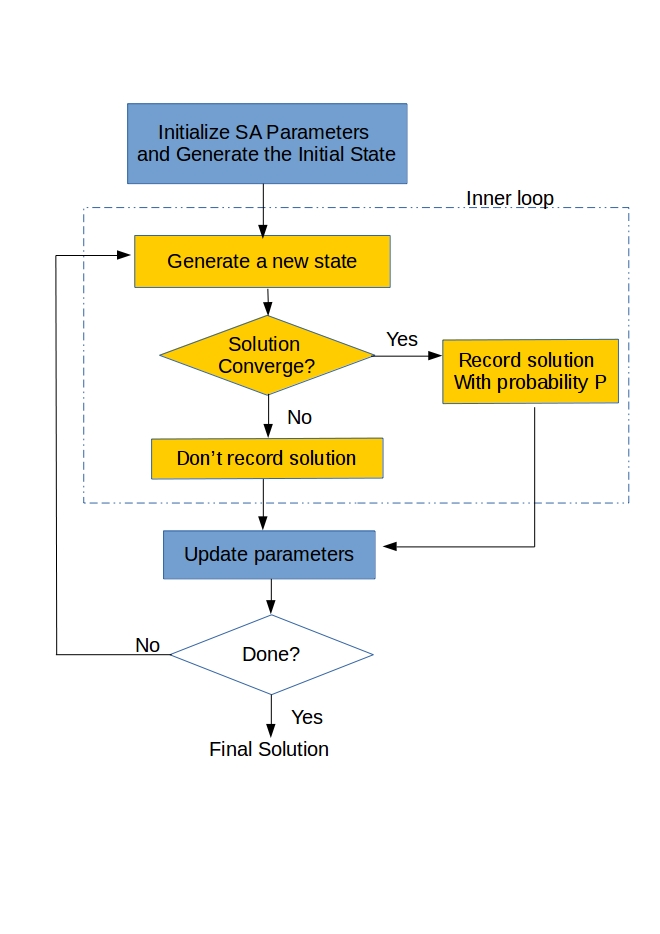 Initialize SA Parameters
and Generate the Initial State
Inner loop
Generate a new state
Solution
Converge?
Yes
Record solution
With probability P
No
Don't record solution
Update parameters
Done?
No
Yes
Final Solution